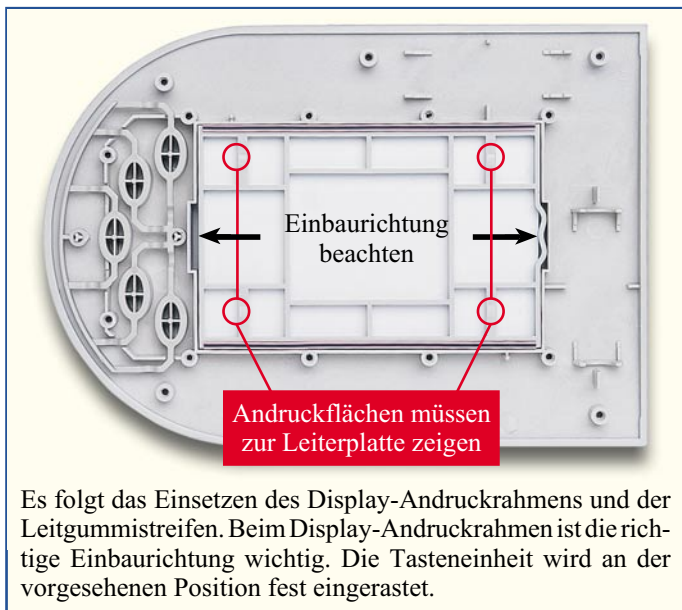 Einbaurichtung
beachten
Andruckflächen müssen
zur Leiterplatte zeigen
Es folgt das Einsetzen des Display-Andruckrahmens und der
Leitgummistreifen. Beim Display-Andruckrahmen ist die rich-
tige Einbaurichtung wichtig. Die Tasteneinheit wird an der
vorgesehenen Position fest eingerastet.